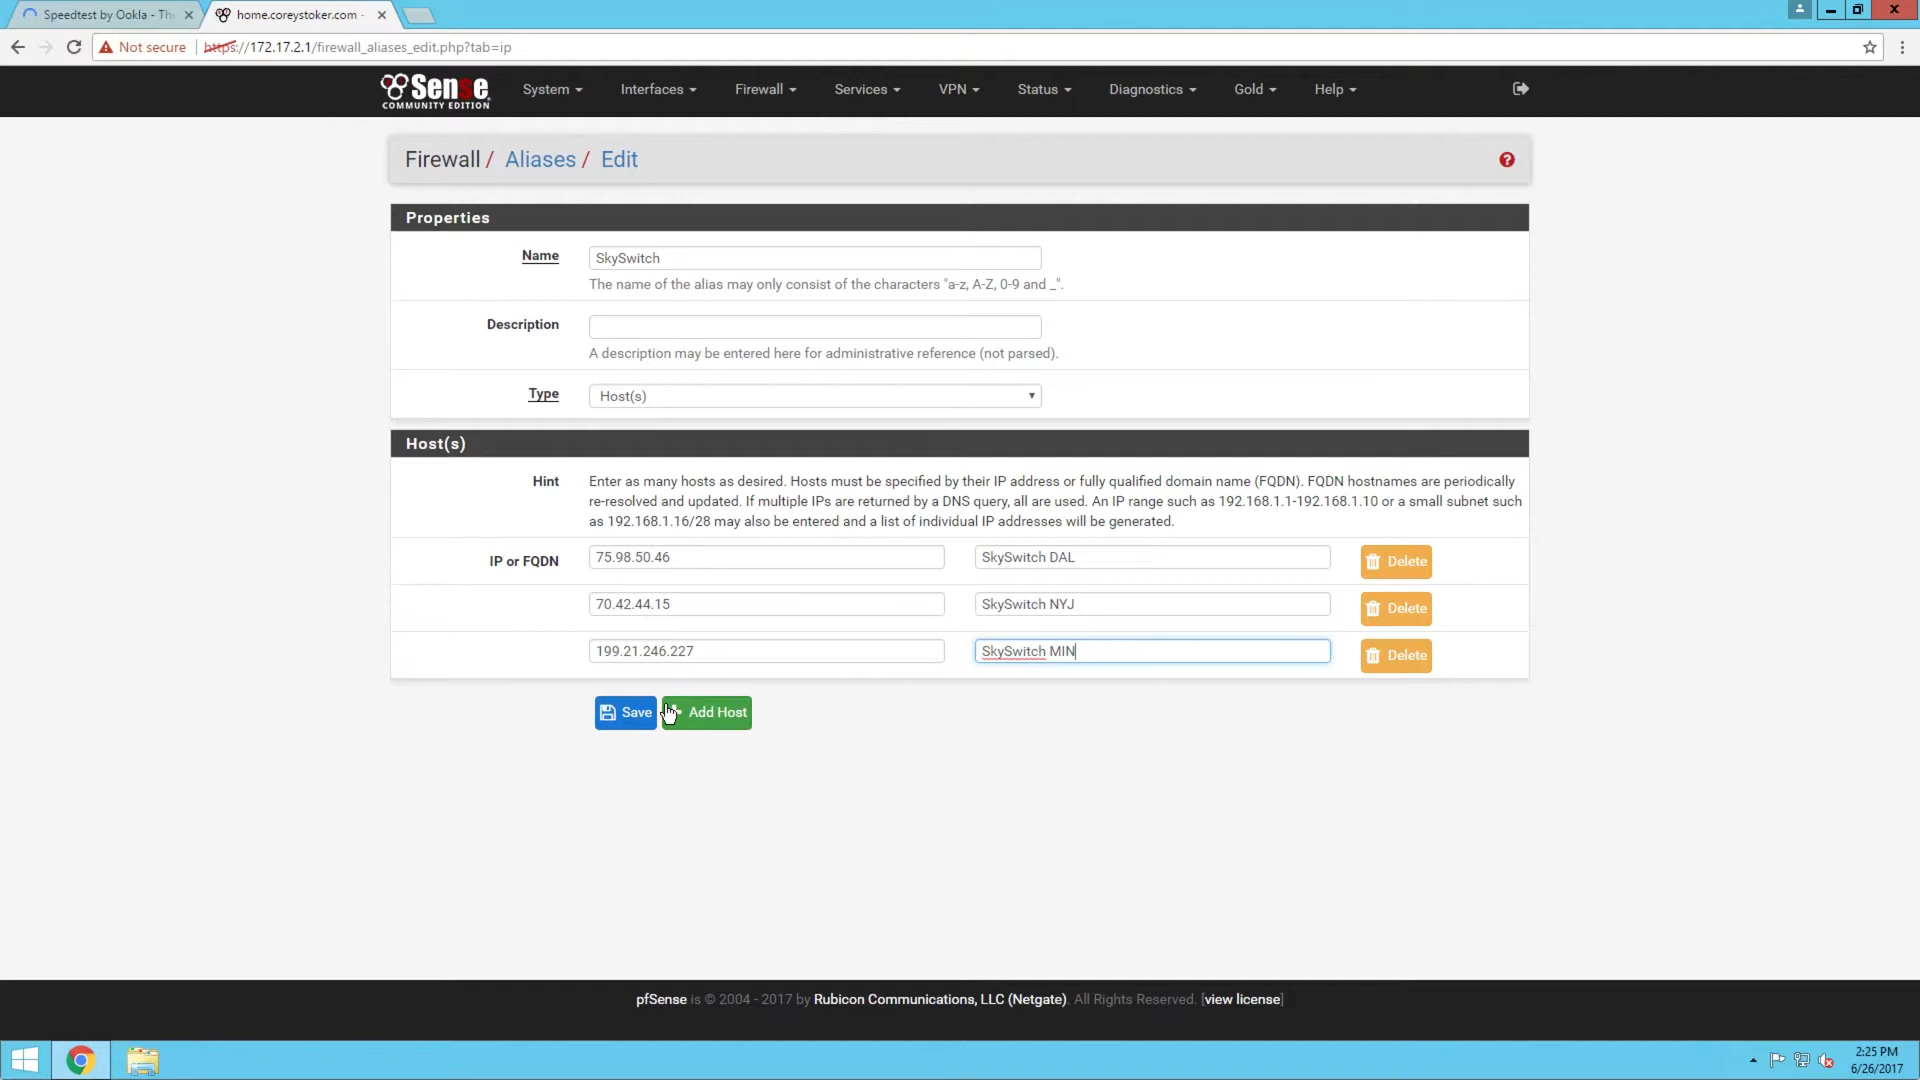 Speedtest by Ookla - Th
home.coreystoker.com -
Not secure
https://172.17.2.1/firewall_aliases_edit.php?tab=ip
Sense
COMMUNITY EDITION
System
Interfaces
Firewall
Services
VPN
Status
Diagnostics
Gold
Help
Firewall / Aliases / Edit
?
Properties
Name
SkySwitch
The name of the alias may only consist of the characters "a-z, A-Z, 0-9 and _".
Description
A description may be entered here for administrative reference (not parsed).
Type
Host(s)
Host(s)
Hint
Enter as many hosts as desired. Hosts must be specified by their IP address or fully qualified domain name (FQDN). FQDN hostnames are periodically
re-resolved and updated. If multiple IPs are returned by a DNS query, all are used. An IP range such as 192.168.1.1-192.168.1.10 or a small subnet such
as 192.168.1.16/28 may also be entered and a list of individual IP addresses will be generated.
IP or FQDN
75.98.50.46
SkySwitch DAL
Delete
70.42.44.15
SkySwitch NYJ
Delete
199.21.246.227
SkySwitch MIN
Delete
Save
Add Host
pfSense is © 2004 - 2017 by Rubicon Communications, LLC (Netgate). All Rights Reserved. [view license]
2:25 PM
6/26/2017